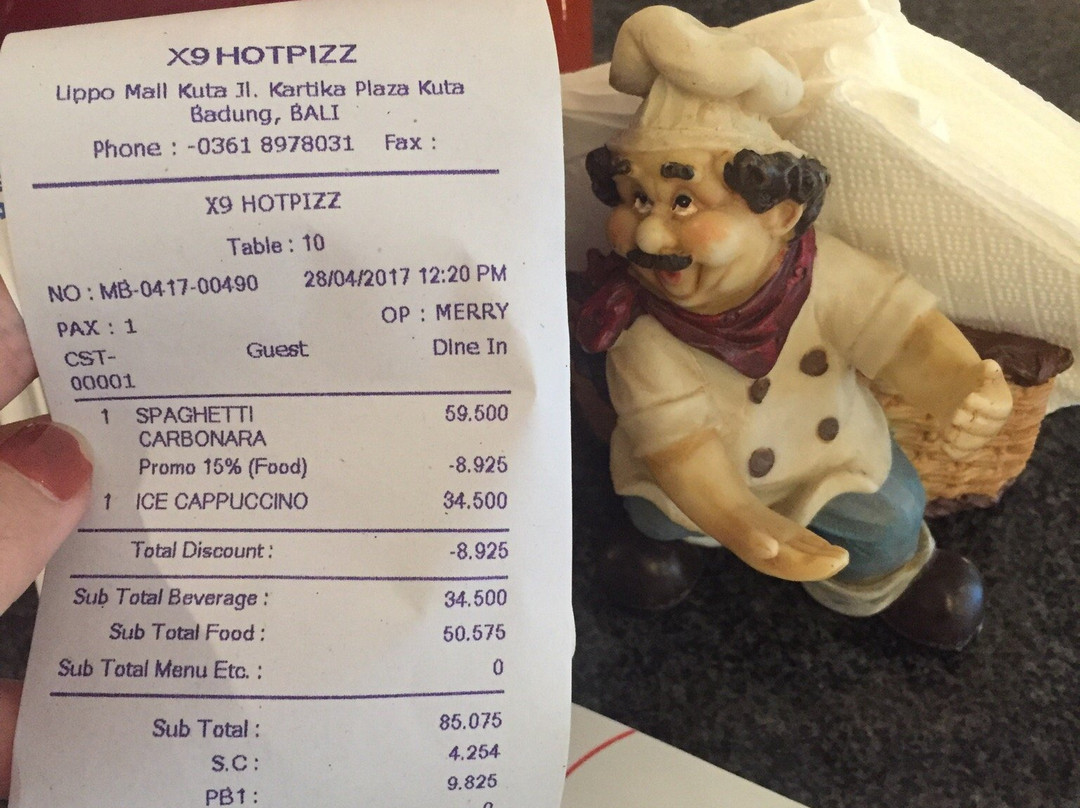 X9 HOTPIZZ
Lippo Mall Kuta Jl. Kartika Plaza Kuta
Badung, BALI
Phone : -0361 8978031 Fax :
X9 HOTPIZZ
Table : 10
NO : MB-0417-00490 28/04/2017 12:20 PM
PAX : 1 OP : MERRY
CST- Guest Dine In
00001
1 SPAGHETTI 59.500
CARBONARA
Promo 15% (Food) -8.925
1 ICE CAPPUCCINO 34.500
Total Discount : -8.925
Sub Total Beverage : 34.500
Sub Total Food : 50.575
Sub Total Menu Etc. : 0
Sub Total : 85.075
S.C : 4.254
PB1 : 9.825